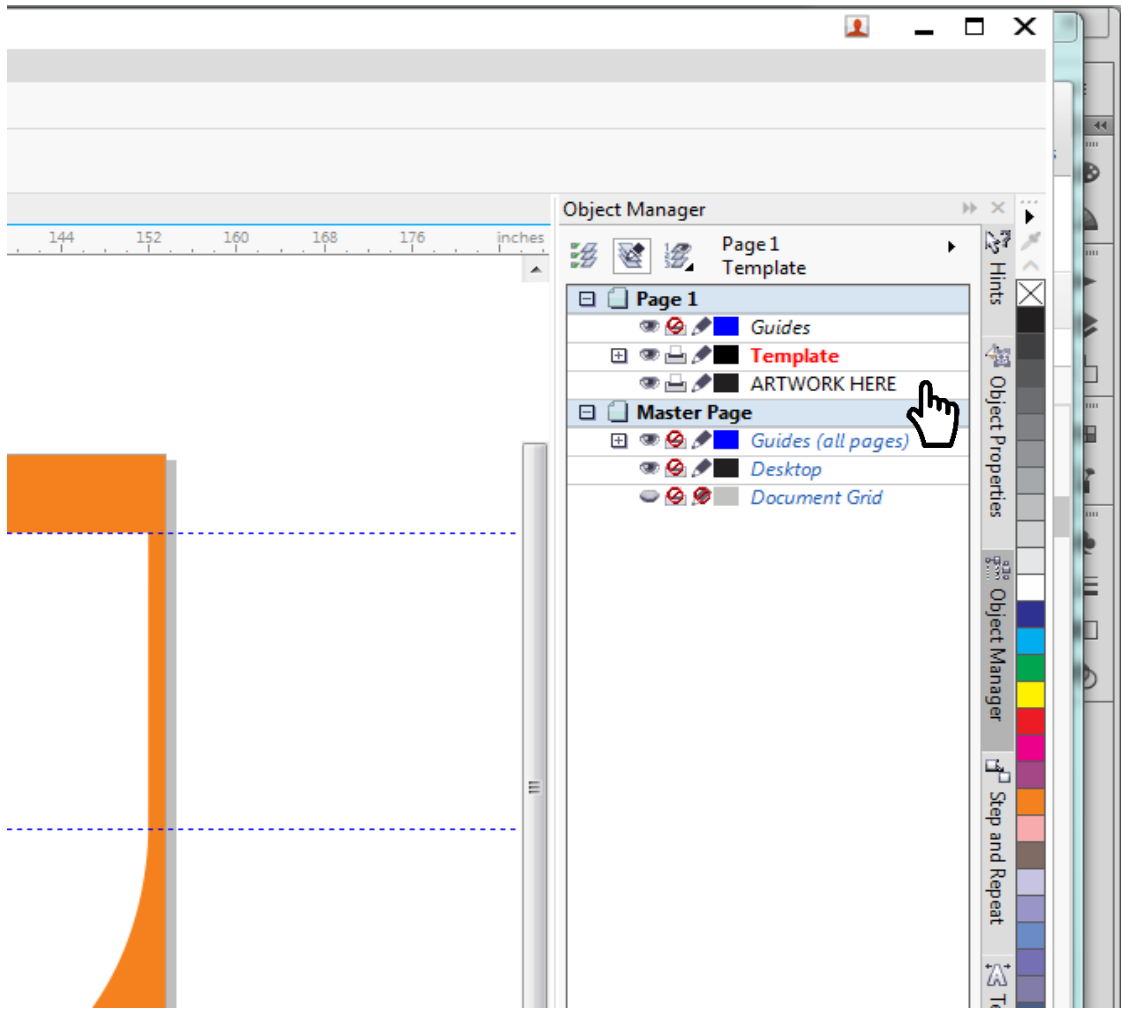 Object Manager
144 152 160 168 176 inches
Page 1
Template
Page 1
Guides
Template
ARTWORK HERE
Master Page
Guides (all pages)
Desktop
Document Grid
Hints
Object Properties
Object Manager
Step and Repeat